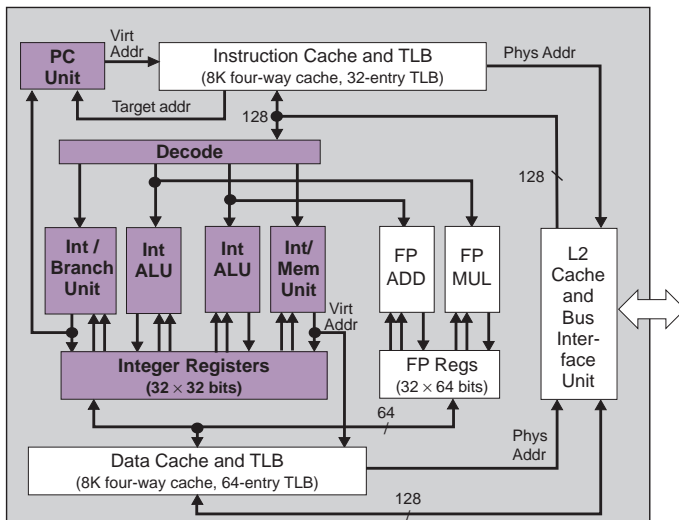 PC
Unit
Virt
Addr
Instruction Cache and TLB
(8K four-way cache, 32-entry TLB)
Phys Addr
Target addr
128
Decode
128
Int /
Branch
Unit
Int
ALU
Int
ALU
Int/
Mem
Unit
FP
ADD
FP
MUL
L2
Cache
and
Bus
Inter-
face
Unit
Virt
Addr
Integer Registers
(32 × 32 bits)
FP Regs
(32 × 64 bits)
64
Phys
Addr
Data Cache and TLB
(8K four-way cache, 64-entry TLB)
128